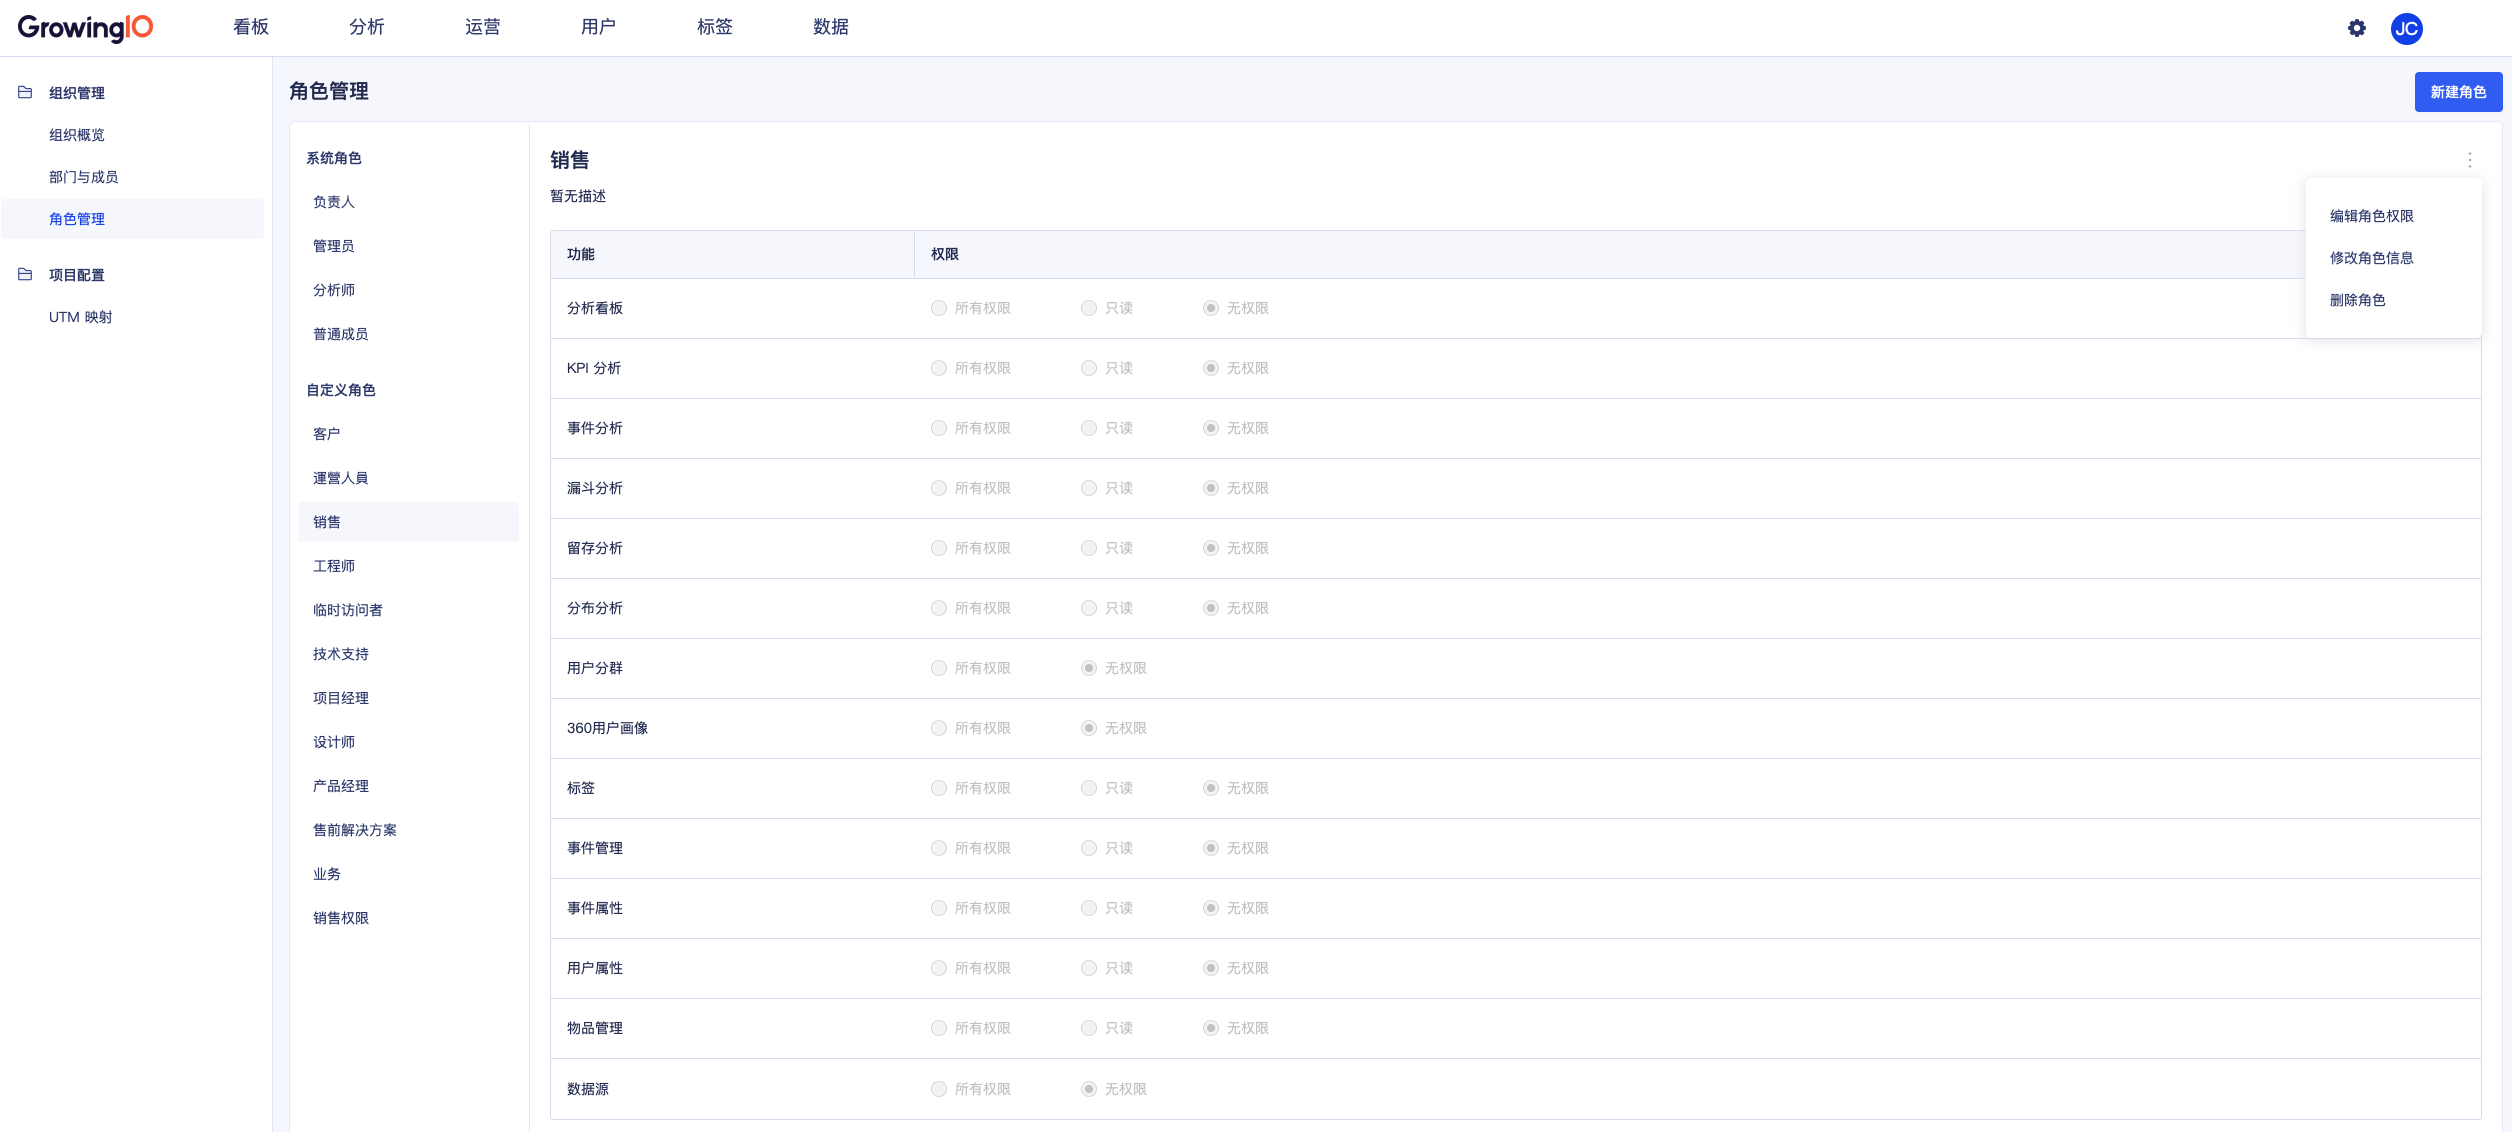 GrowingIO
看板 分析 运营 用户 标签 数据
JC
组织管理
组织概览
部门与成员
角色管理
项目配置
UTM 映射
角色管理
新建角色
系统角色
负责人
管理员
分析师
普通成员
自定义角色
客户
運營人員
销售
工程师
临时访问者
技术支持
项目经理
设计师
产品经理
售前解决方案
业务
销售权限
销售
暂无描述
编辑角色权限
修改角色信息
删除角色
功能 权限
分析看板 所有权限 只读 无权限
KPI 分析 所有权限 只读 无权限
事件分析 所有权限 只读 无权限
漏斗分析 所有权限 只读 无权限
留存分析 所有权限 只读 无权限
分布分析 所有权限 只读 无权限
用户分群 所有权限 无权限
360用户画像 所有权限 无权限
标签 所有权限 只读 无权限
事件管理 所有权限 只读 无权限
事件属性 所有权限 只读 无权限
用户属性 所有权限 只读 无权限
物品管理 所有权限 只读 无权限
数据源 所有权限 无权限